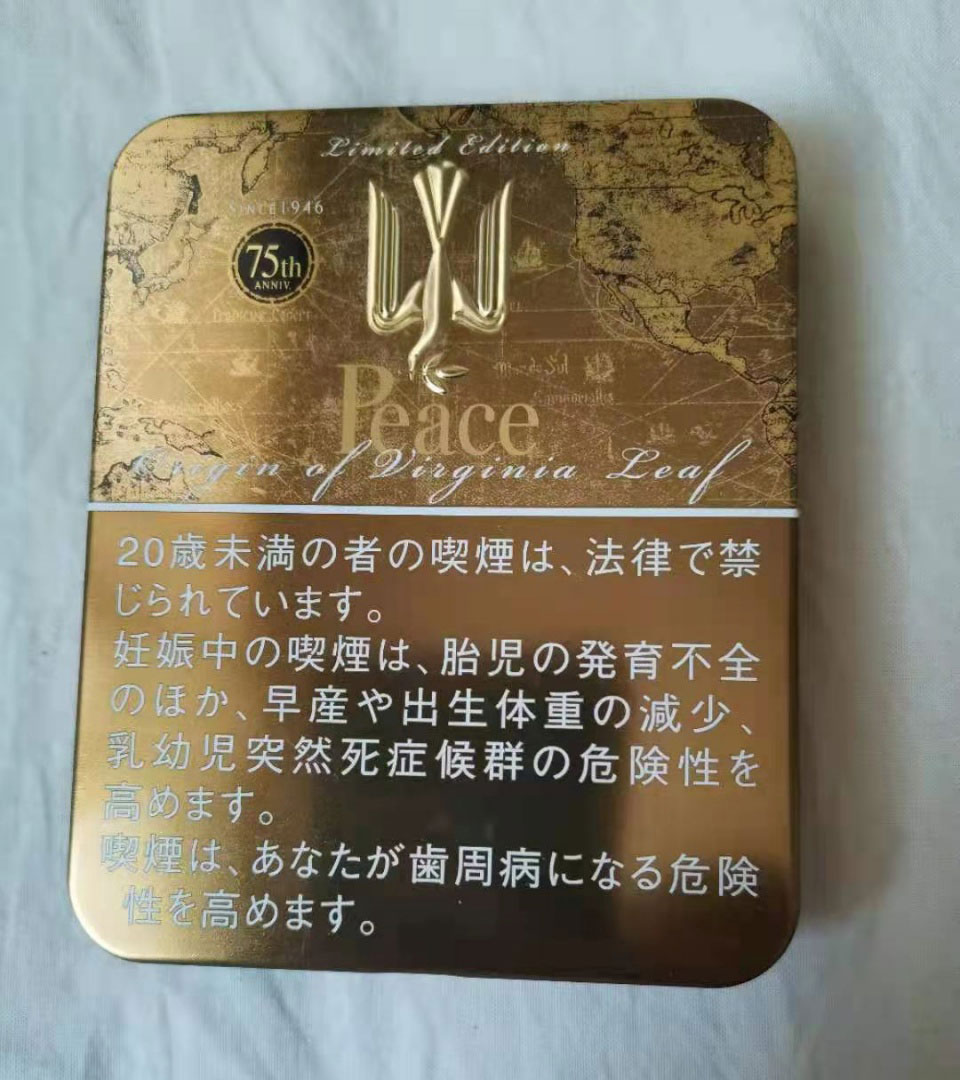 Limited Edition
SINCE 1946
75th
ANNIV.
Peace
Origin of Virginia Leaf
20歳未満の者の喫煙は、法律で禁
じられています。
妊娠中の喫煙は、胎児の発育不全
のほか、早産や出生体重の減少、
乳幼児突然死症候群の危険性を
高めます。
喫煙は、あなたが歯周病になる危険
性を高めます。